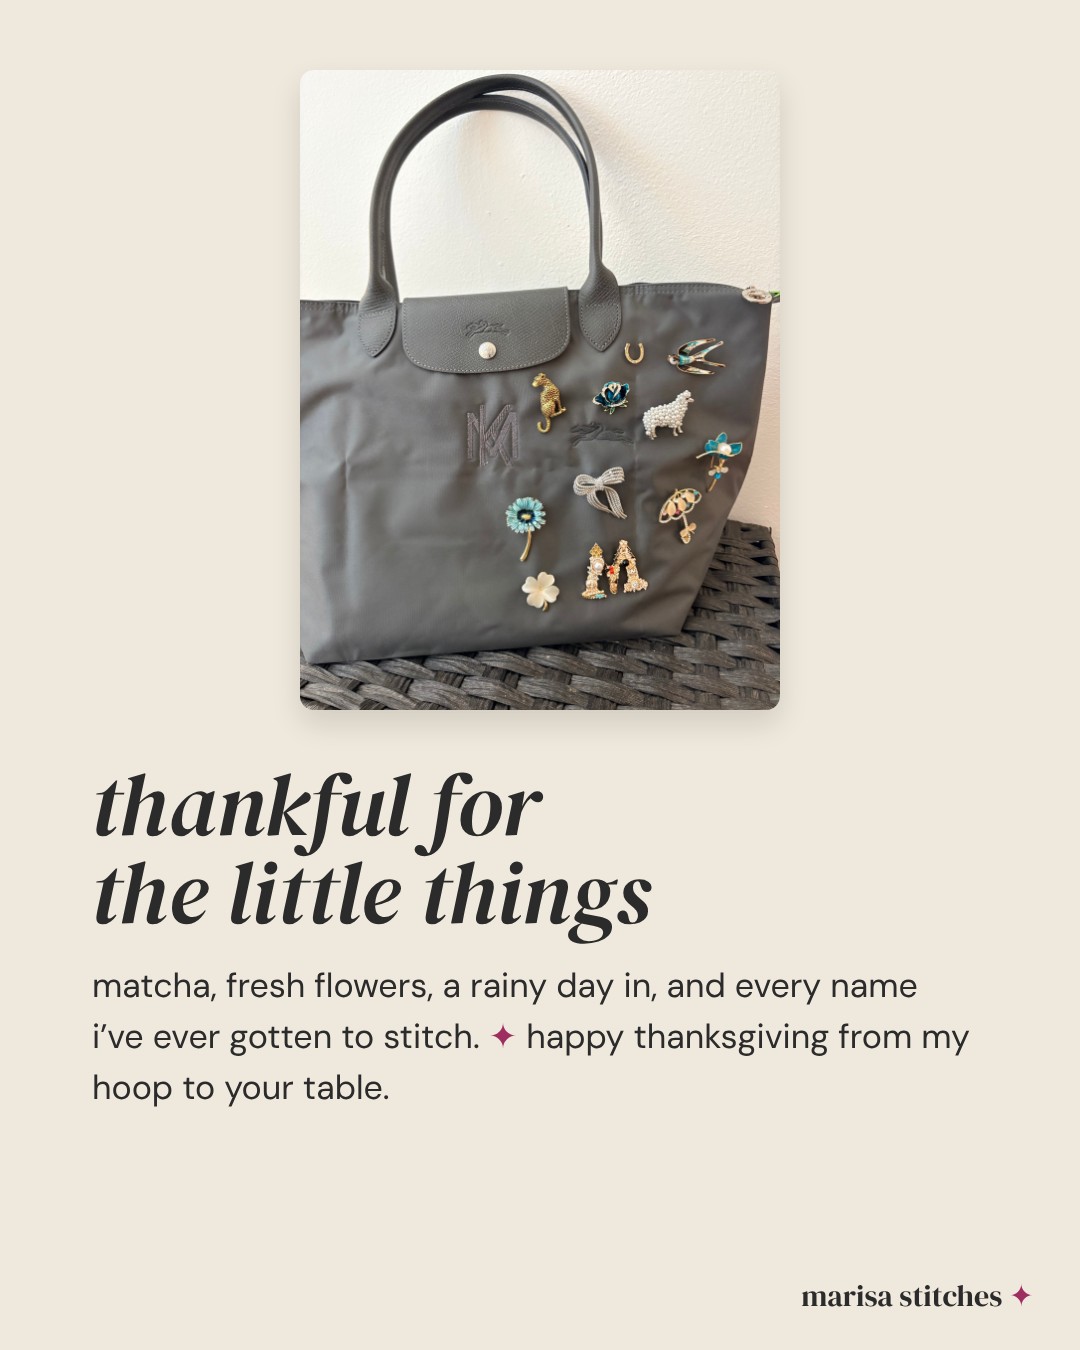 thankful for
the little things
matcha, fresh flowers, a rainy day in, and every name
i’ve ever gotten to stitch. ✦ happy thanksgiving from my
hoop to your table.
marisa stitches ✦